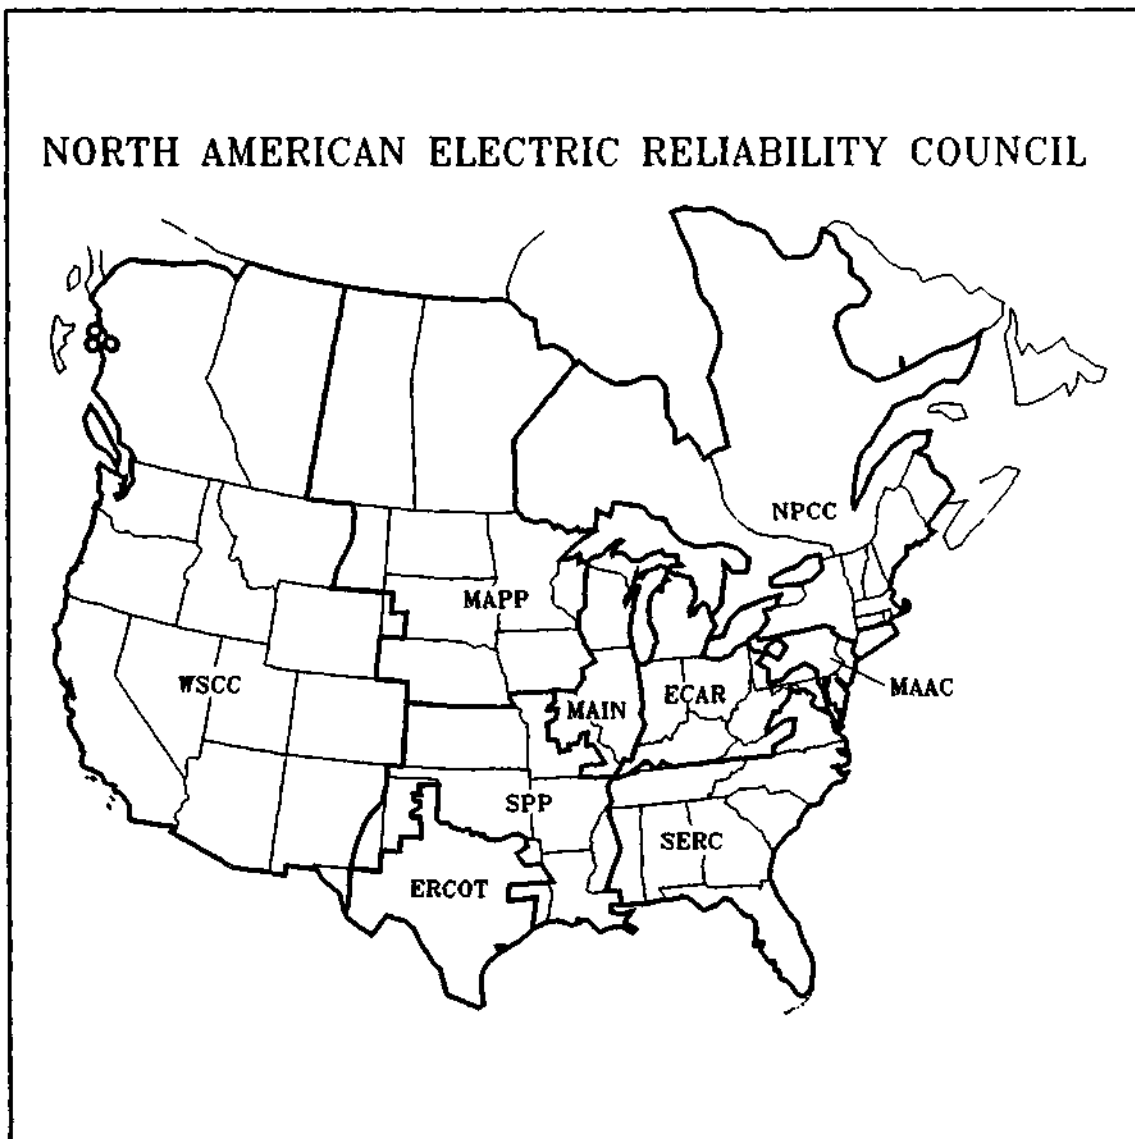 NORTH AMERICAN ELECTRIC RELIABILITY COUNCIL
NPCC
MAPP
WSCC
MAAC
ECAR
MAIN
SPP
SERC
ERCOT